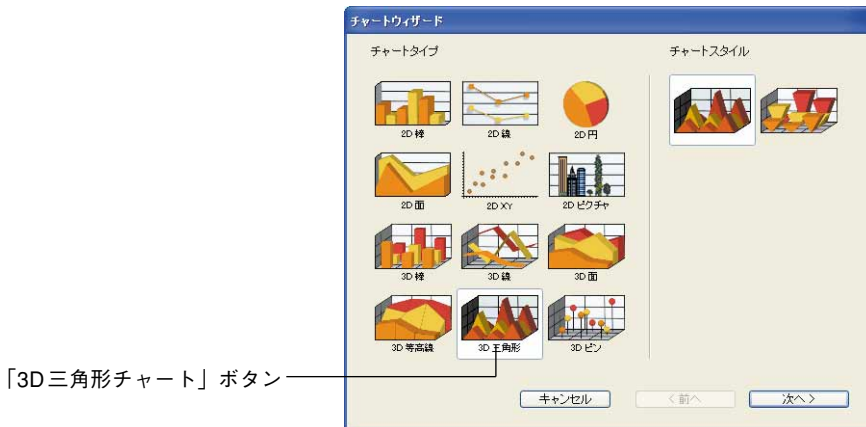 チャートウィザード
チャートタイプ
チャートスタイル
2D 棒
2D 線
2D 円
2D 面
2D XY
2D ピクチャ
3D 棒
3D 線
3D 面
3D 等高線
3D 三角形
3D ピン
「3D三角形チャート」ボタン
キャンセル
< 前へ
次へ >